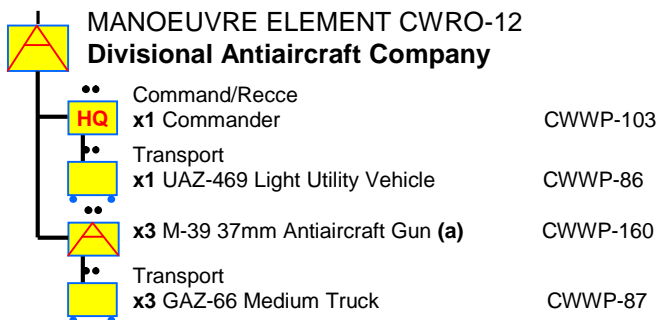 MANOEUVRE ELEMENT CWRO-12
Divisional Antiaircraft Company
Command/Recce
HQ x1 Commander CWWP-103
Transport
x1 UAZ-469 Light Utility Vehicle CWWP-86
x3 M-39 37mm Antiaircraft Gun (a) CWWP-160
Transport
x3 GAZ-66 Medium Truck CWWP-87